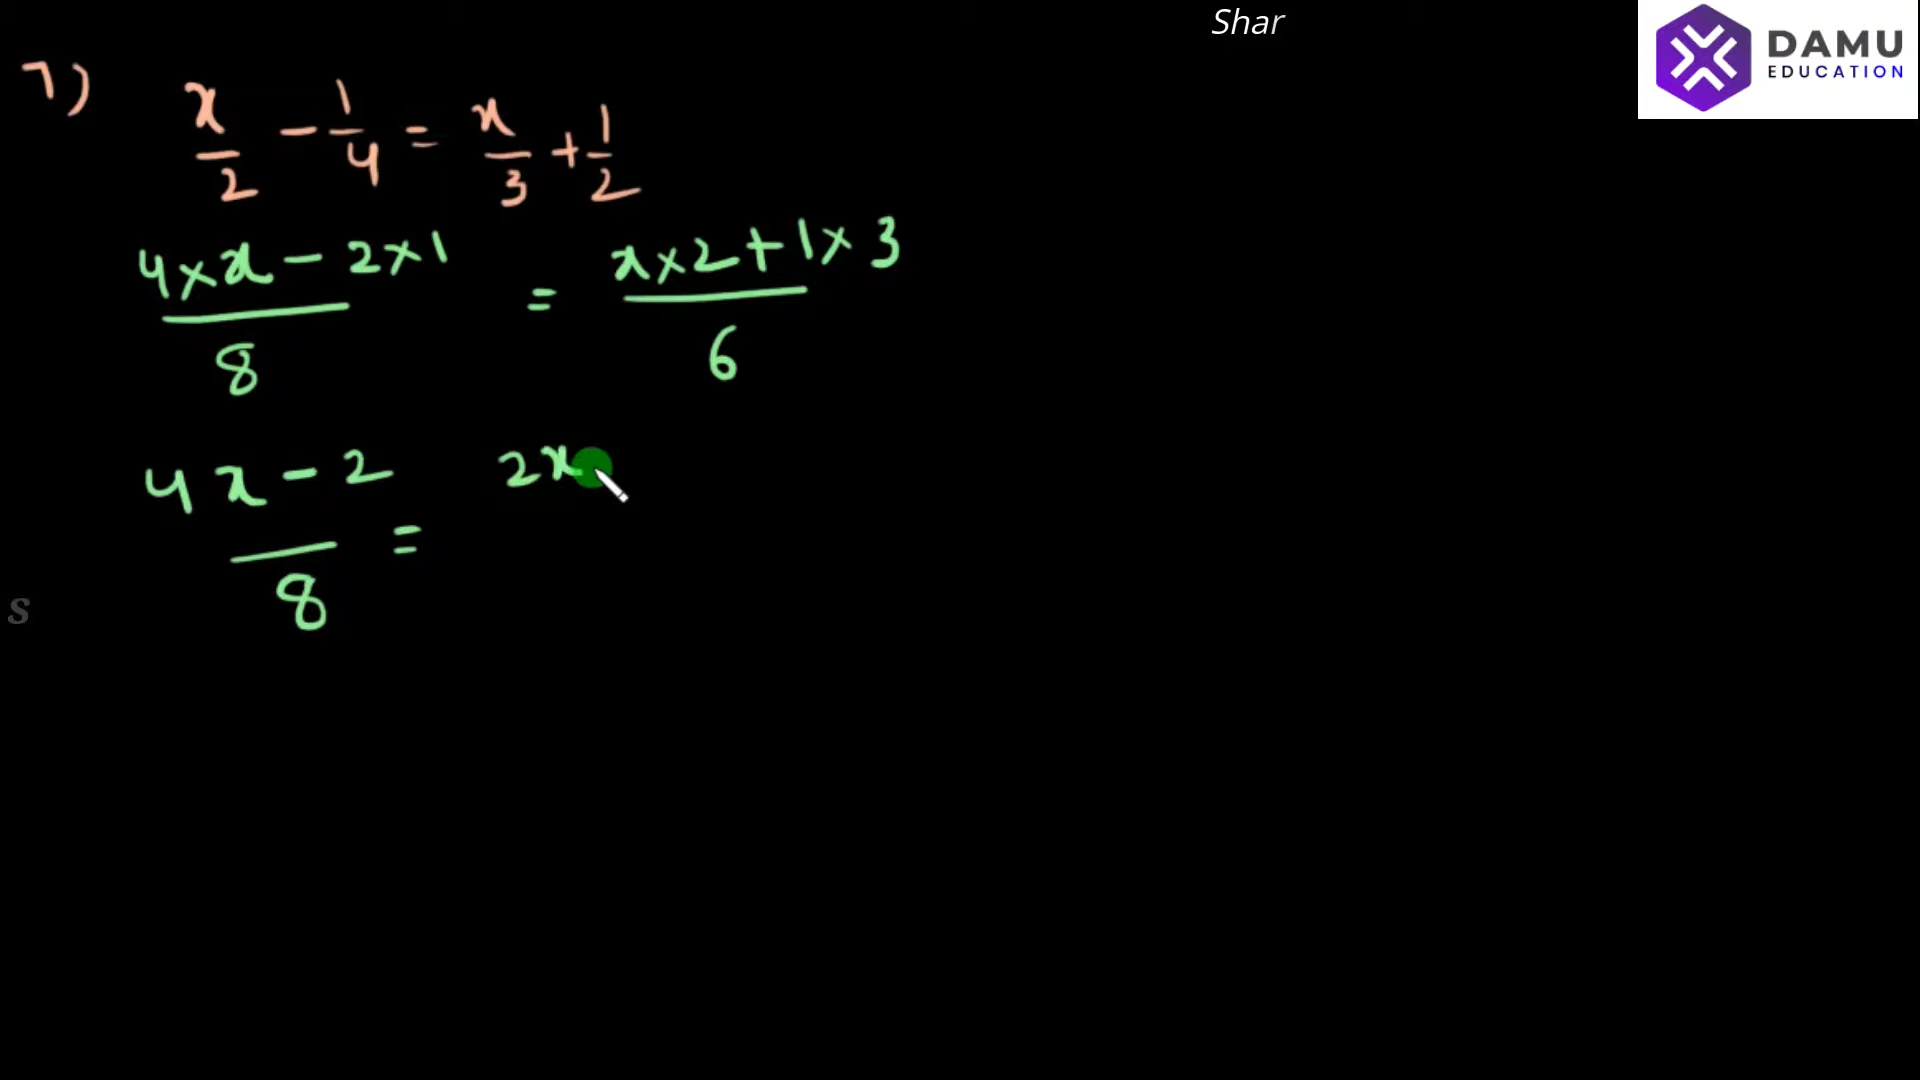 Shar
DAMU
EDUCATION
7) x/2 - 1/4 = x/3 + 1/2
4×x - 2×1 / 8 = x×2 + 1×3 / 6
4x - 2 / 8 = 2x
s